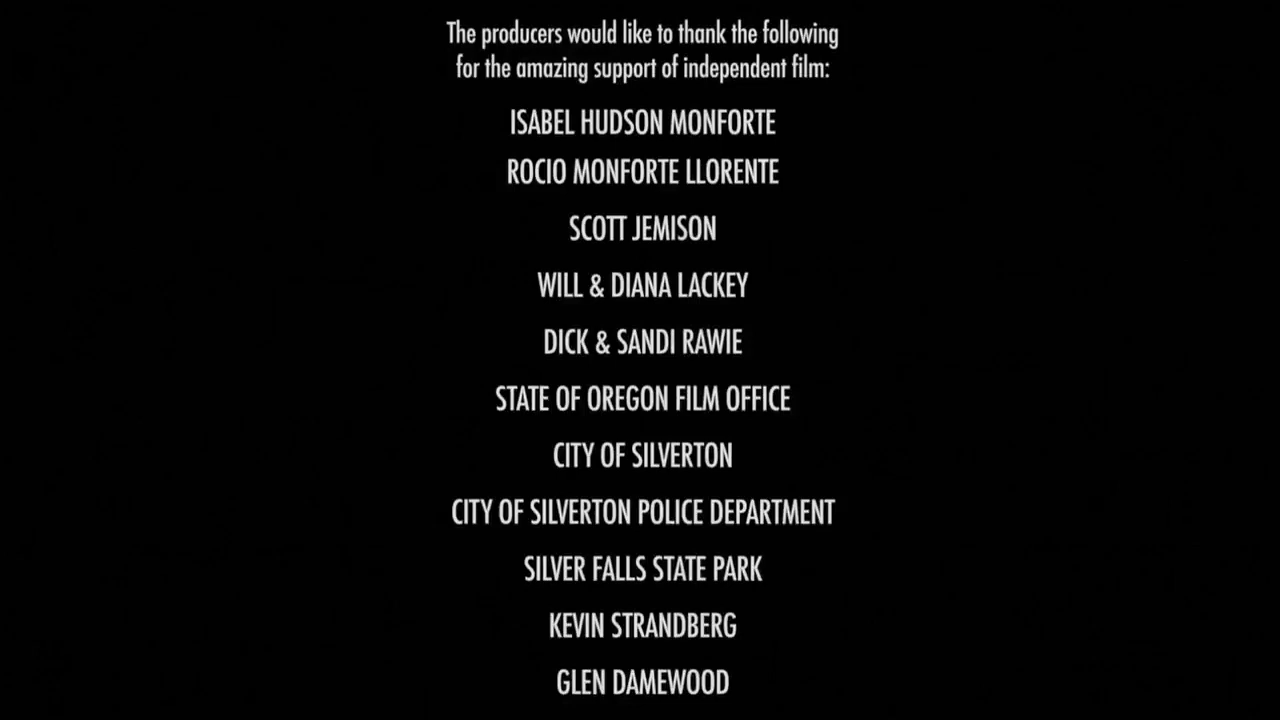 The producers would like to thank the following
for the amazing support of independent film:
ISABEL HUDSON MONFORTE
ROCIO MONFORTE LLORENTE
SCOTT JEMISON
WILL & DIANA LACKEY
DICK & SANDI RAWIE
STATE OF OREGON FILM OFFICE
CITY OF SILVERTON
CITY OF SILVERTON POLICE DEPARTMENT
SILVER FALLS STATE PARK
KEVIN STRANDBERG
GLEN DAMEWOOD